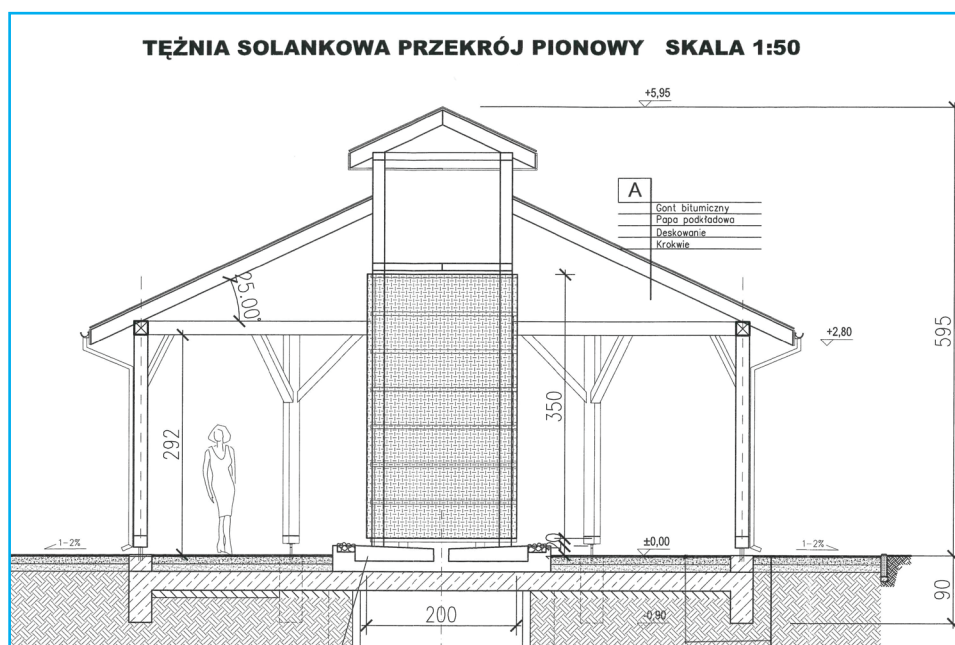 TĘŻNIA SOLANKOWA PRZEKRÓJ PIONOWY SKALA 1:50
+5,95
A
Gont bitumiczny
Papa podkładowa
Deskowanie
Krokwie
25.00°
+2,80
595
292
350
20
1-2%
±0,00
1-2%
200
-0,90
90